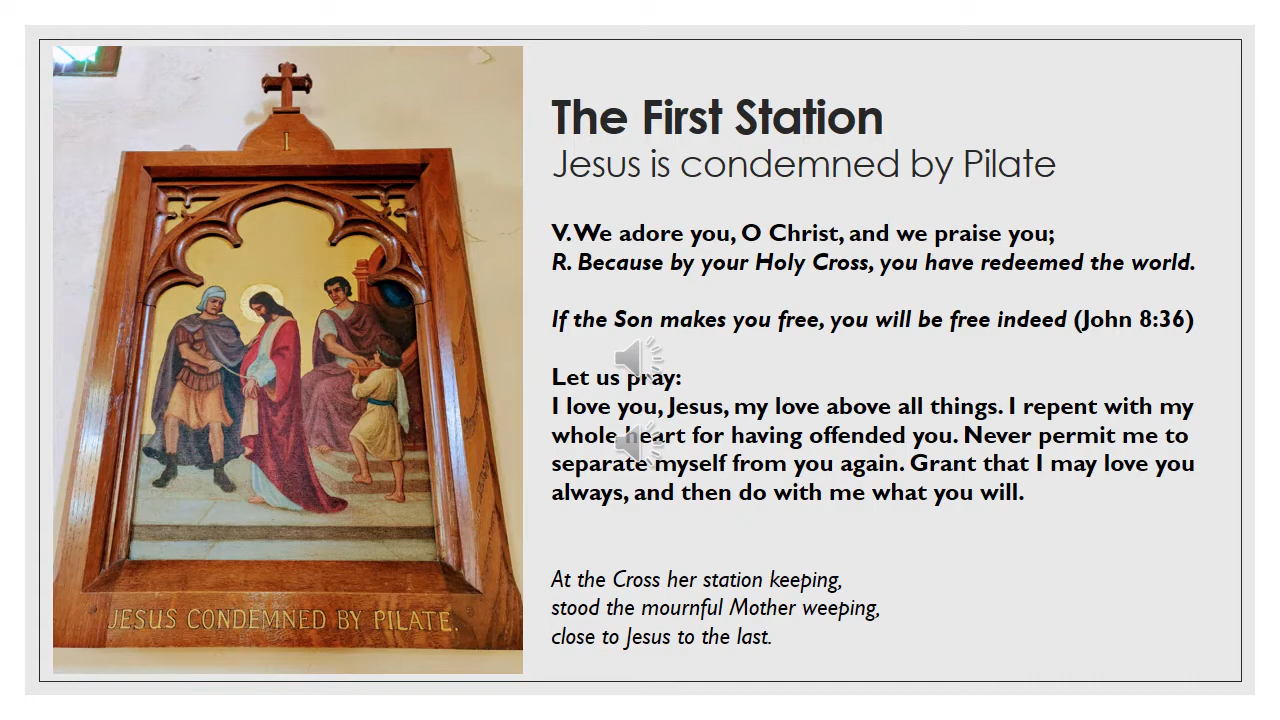 I
JESUS CONDEMNED BY PILATE.
The First Station
Jesus is condemned by Pilate
V. We adore you, O Christ, and we praise you;
R. Because by your Holy Cross, you have redeemed the world.
If the Son makes you free, you will be free indeed (John 8:36)
Let us pray:
I love you, Jesus, my love above all things. I repent with my
whole heart for having offended you. Never permit me to
separate myself from you again. Grant that I may love you
always, and then do with me what you will.
At the Cross her station keeping,
stood the mournful Mother weeping,
close to Jesus to the last.